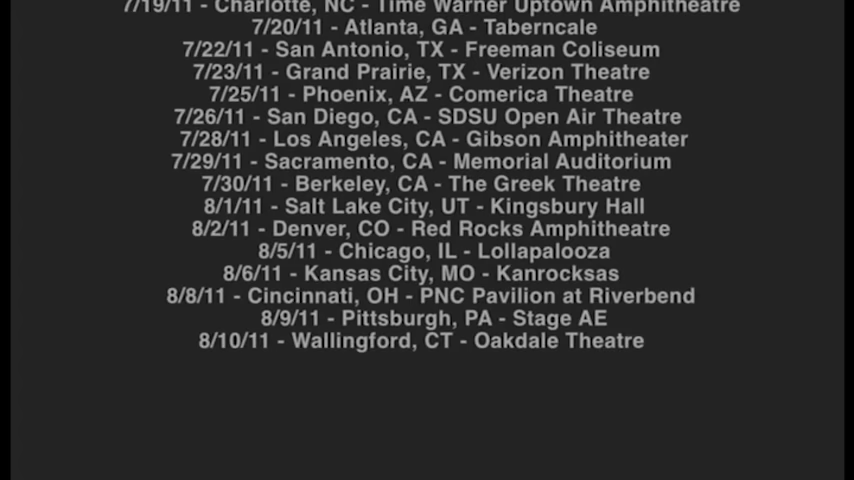 7/19/11 - Charlotte, NC - Time Warner Uptown Amphitheatre
7/20/11 - Atlanta, GA - Taberncale
7/22/11 - San Antonio, TX - Freeman Coliseum
7/23/11 - Grand Prairie, TX - Verizon Theatre
7/25/11 - Phoenix, AZ - Comerica Theatre
7/26/11 - San Diego, CA - SDSU Open Air Theatre
7/28/11 - Los Angeles, CA - Gibson Amphitheater
7/29/11 - Sacramento, CA - Memorial Auditorium
7/30/11 - Berkeley, CA - The Greek Theatre
8/1/11 - Salt Lake City, UT - Kingsbury Hall
8/2/11 - Denver, CO - Red Rocks Amphitheatre
8/5/11 - Chicago, IL - Lollapalooza
8/6/11 - Kansas City, MO - Kanrocksas
8/8/11 - Cincinnati, OH - PNC Pavilion at Riverbend
8/9/11 - Pittsburgh, PA - Stage AE
8/10/11 - Wallingford, CT - Oakdale Theatre